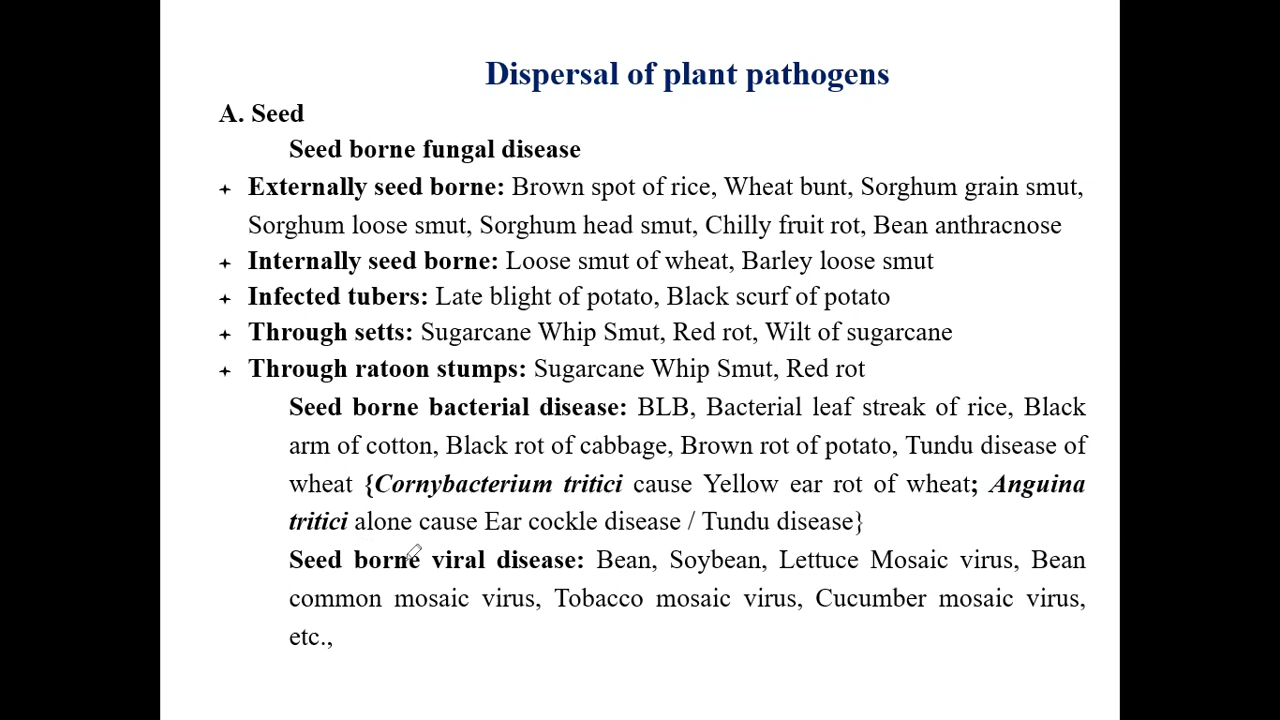 Dispersal of plant pathogens
A. Seed
Seed borne fungal disease
Externally seed borne: Brown spot of rice, Wheat bunt, Sorghum grain smut,
Sorghum loose smut, Sorghum head smut, Chilly fruit rot, Bean anthracnose
Internally seed borne: Loose smut of wheat, Barley loose smut
Infected tubers: Late blight of potato, Black scurf of potato
Through setts: Sugarcane Whip Smut, Red rot, Wilt of sugarcane
Through ratoon stumps: Sugarcane Whip Smut, Red rot
Seed borne bacterial disease: BLB, Bacterial leaf streak of rice, Black
arm of cotton, Black rot of cabbage, Brown rot of potato, Tundu disease of
wheat {Cornybacterium tritici cause Yellow ear rot of wheat; Anguina
tritici alone cause Ear cockle disease / Tundu disease}
Seed borne viral disease: Bean, Soybean, Lettuce Mosaic virus, Bean
common mosaic virus, Tobacco mosaic virus, Cucumber mosaic virus,
etc.,